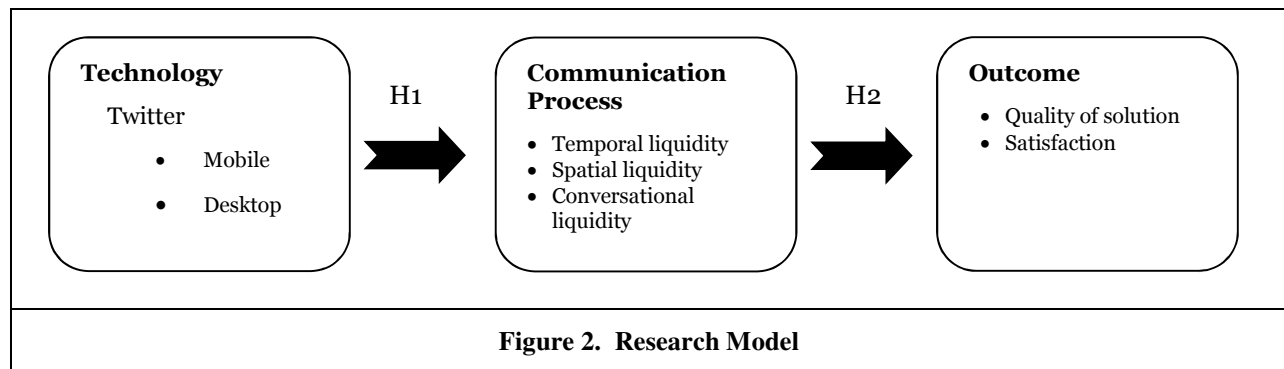 Technology
Twitter
• Mobile
• Desktop
H1
Communication
Process
• Temporal liquidity
• Spatial liquidity
• Conversational
liquidity
H2
Outcome
• Quality of solution
• Satisfaction
Figure 2. Research Model